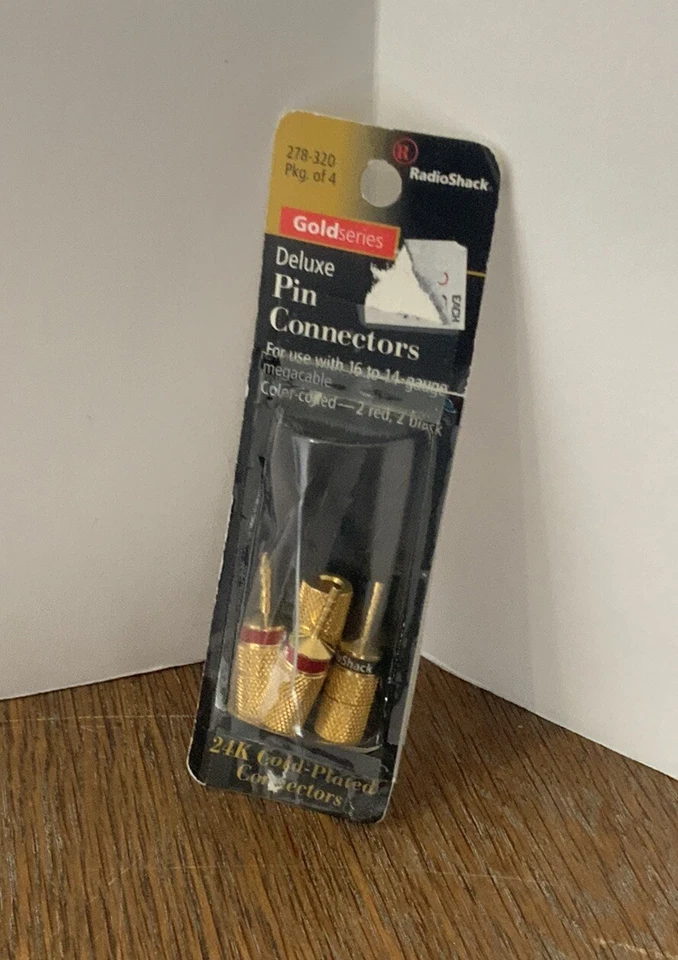 278-320
Pkg. of 4
R
RadioShack
Goldseries
Deluxe
Pin
Connectors
EACH
For use with 16 to 14-gauge
megacable
Color-coded—2 red, 2 black
oShack
24K Gold-Plated
Connectors